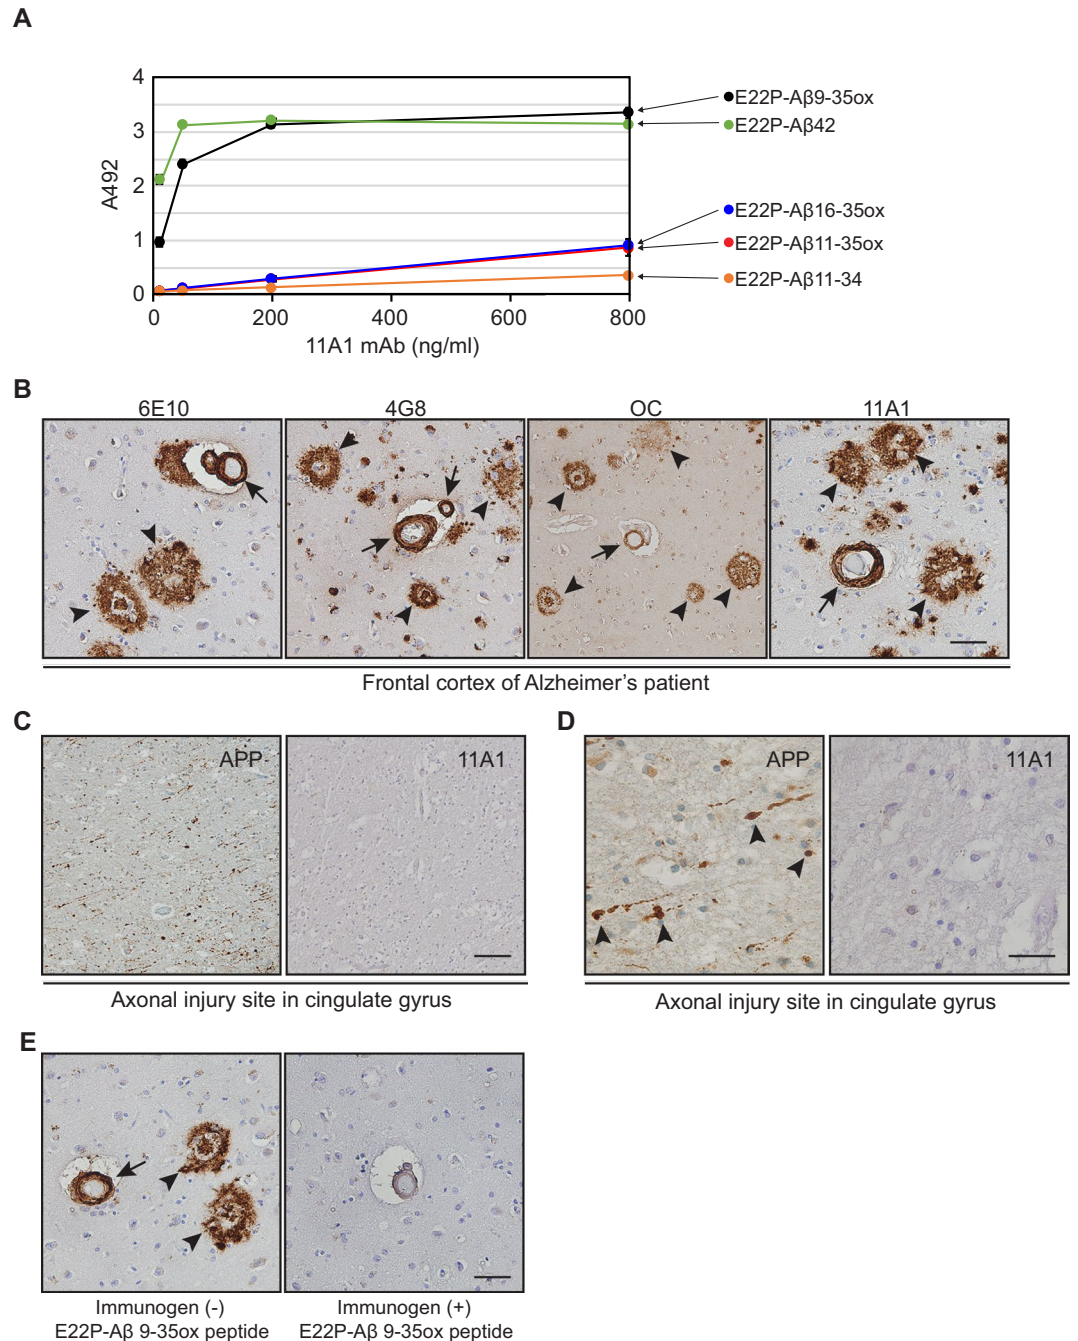 A
4
3
2
1
0
A492
0
200
400
600
800
11A1 mAb (ng/ml)
E22P-Aβ9-35ox
E22P-Aβ42
E22P-Aβ16-35ox
E22P-Aβ11-35ox
E22P-Aβ11-34
B
6E10
4G8
OC
11A1
Frontal cortex of Alzheimer's patient
C
APP
11A1
Axonal injury site in cingulate gyrus
D
APP
11A1
Axonal injury site in cingulate gyrus
E
Immunogen (-)
E22P-Aβ 9-35ox peptide
Immunogen (+)
E22P-Aβ 9-35ox peptide